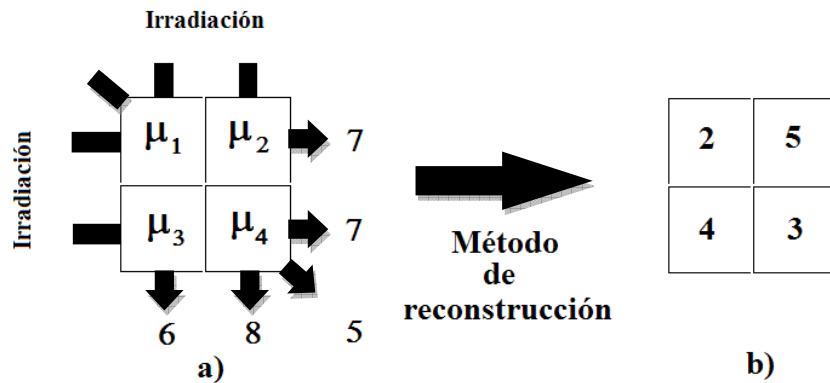 Irradiación
Irradiación
μ1 μ2 7
μ3 μ4 7
6 8 5
a)
Método
de
reconstrucción
2 5
4 3
b)